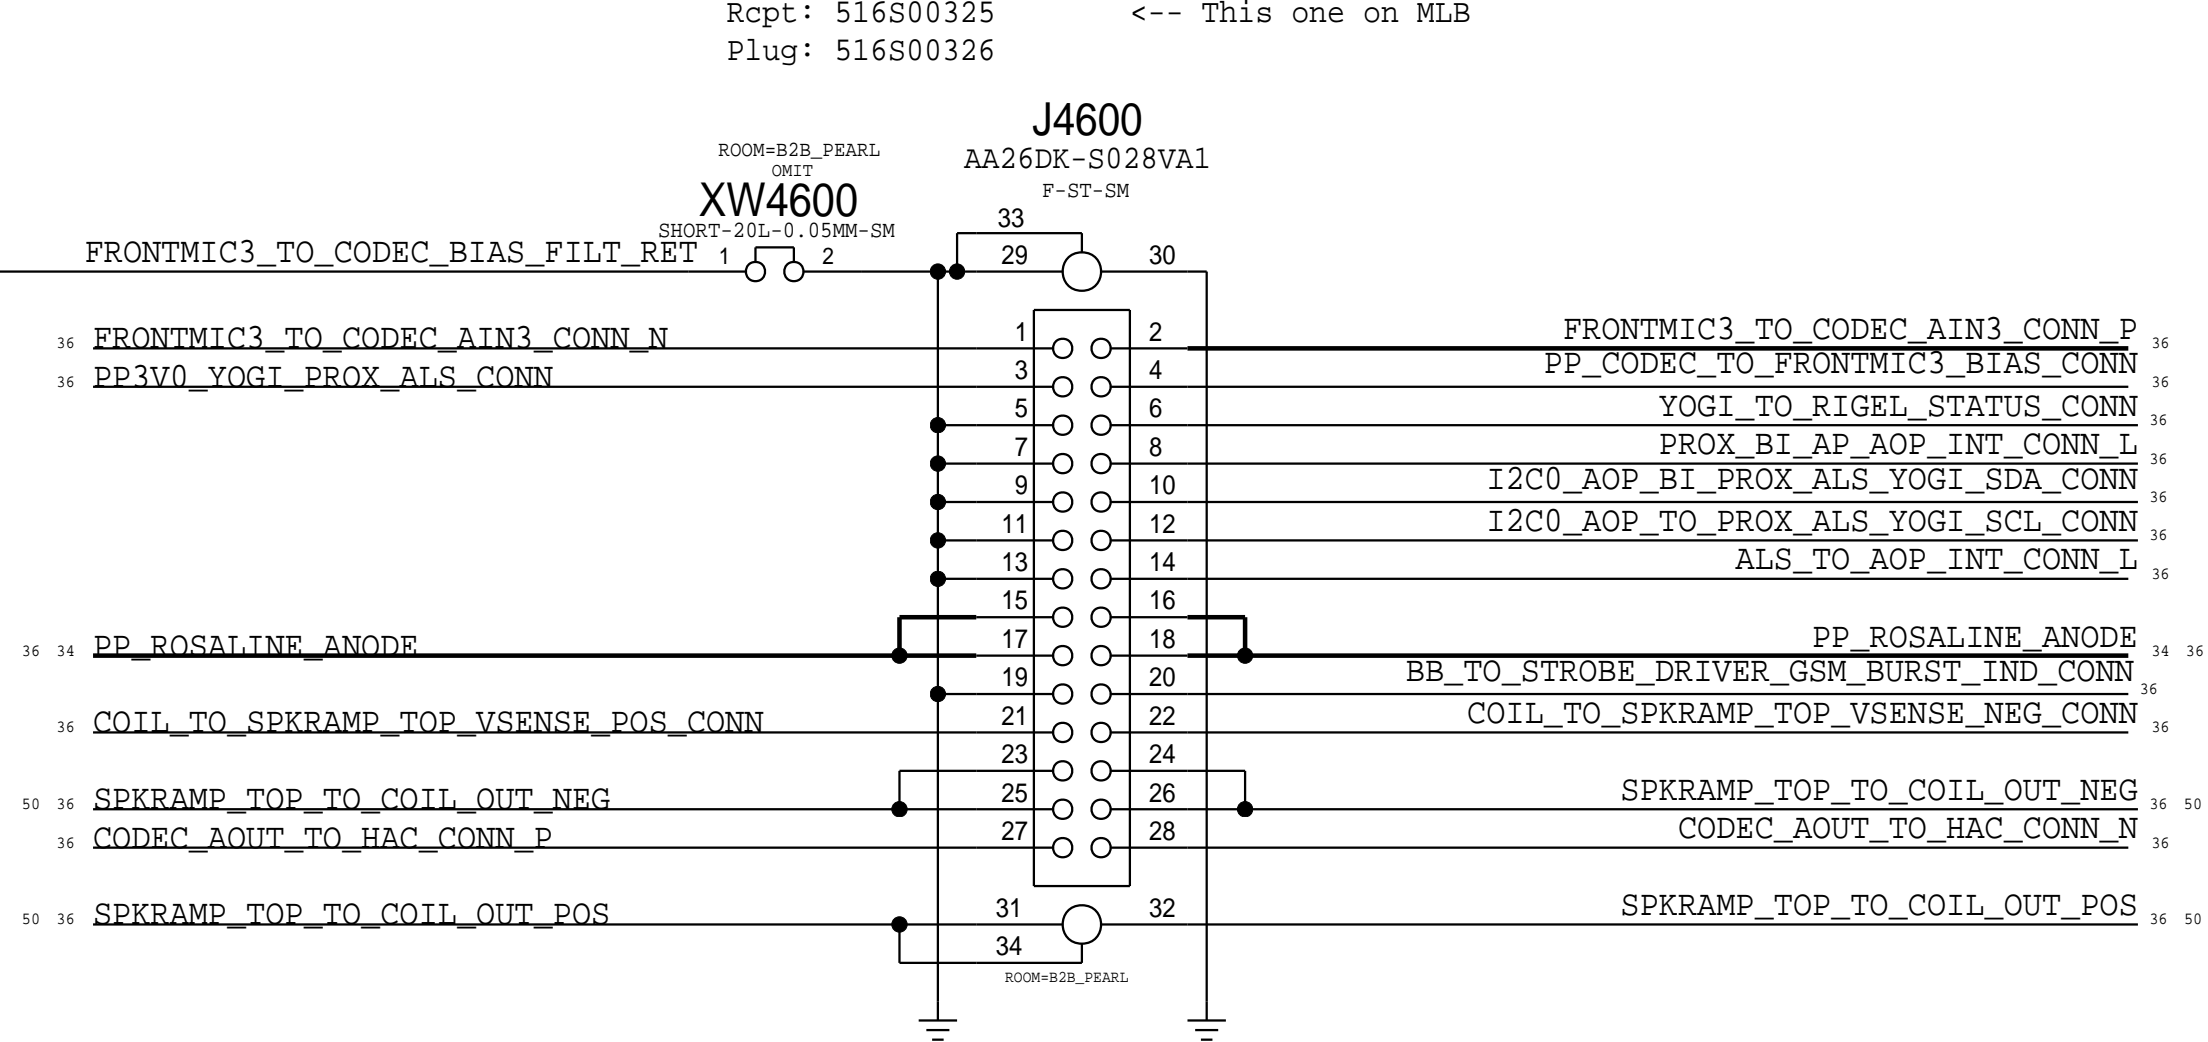 Rcpt: 516S00325 <-- This one on MLB
Plug: 516S00326
J4600
AA26DK-S028VA1
F-ST-SM
ROOM=B2B_PEARL
OMIT
XW4600
SHORT-20L-0.05MM-SM
FRONTMIC3_TO_CODEC_BIAS_FILT_RET 1 2
33
29 30
36 FRONTMIC3_TO_CODEC_AIN3_CONN_N 1 2 FRONTMIC3_TO_CODEC_AIN3_CONN_P 36
36 PP3V0_YOGI_PROX_ALS_CONN 3 4 PP_CODEC_TO_FRONTMIC3_BIAS_CONN 36
5 6 YOGI_TO_RIGEL_STATUS_CONN 36
7 8 PROX_BI_AP_AOP_INT_CONN_L 36
9 10 I2C0_AOP_BI_PROX_ALS_YOGI_SDA_CONN 36
11 12 I2C0_AOP_TO_PROX_ALS_YOGI_SCL_CONN 36
13 14 ALS_TO_AOP_INT_CONN_L 36
15 16
36 34 PP_ROSALINE_ANODE 17 18 PP_ROSALINE_ANODE 34 36
19 20 BB_TO_STROBE_DRIVER_GSM_BURST_IND_CONN 36
36 COIL_TO_SPKRAMP_TOP_VSENSE_POS_CONN 21 22 COIL_TO_SPKRAMP_TOP_VSENSE_NEG_CONN 36
23 24
50 36 SPKRAMP_TOP_TO_COIL_OUT_NEG 25 26 SPKRAMP_TOP_TO_COIL_OUT_NEG 36 50
36 CODEC_AOUT_TO_HAC_CONN_P 27 28 CODEC_AOUT_TO_HAC_CONN_N 36
50 36 SPKRAMP_TOP_TO_COIL_OUT_POS 31 32 SPKRAMP_TOP_TO_COIL_OUT_POS 36 50
34
ROOM=B2B_PEARL